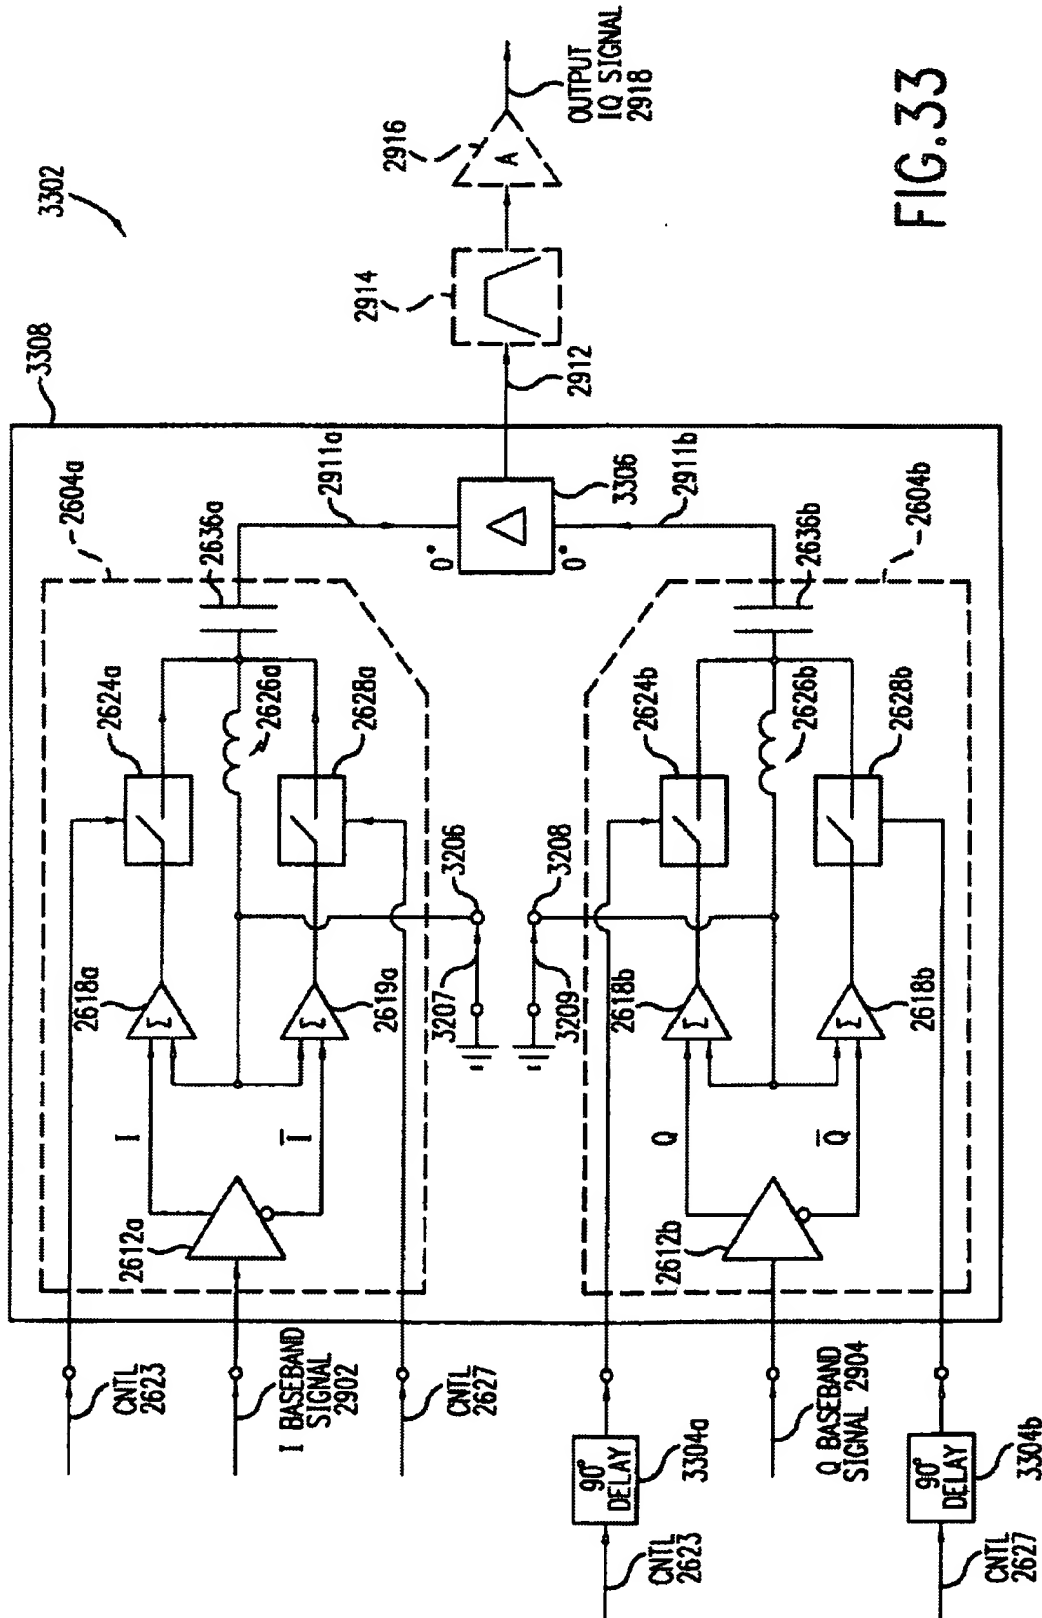 3302
3308
2604a
2636a
2911a
2624a
2626a
2628a
2618a
Σ
2619a
Σ
I
I̅
2612a
CNTL
2623
I BASEBAND
SIGNAL
2902
CNTL
2627
3206
3207
3208
3209
0°
0°
3306
2912
2914
2916
A
OUTPUT
IQ SIGNAL
2918
2911b
2636b
2604b
2624b
2626b
2628b
2618b
Σ
2618b
Σ
Q
Q̅
2612b
90°
DELAY
3304a
CNTL
2623
Q BASEBAND
SIGNAL 2904
90°
DELAY
3304b
CNTL
2627
FIG.33